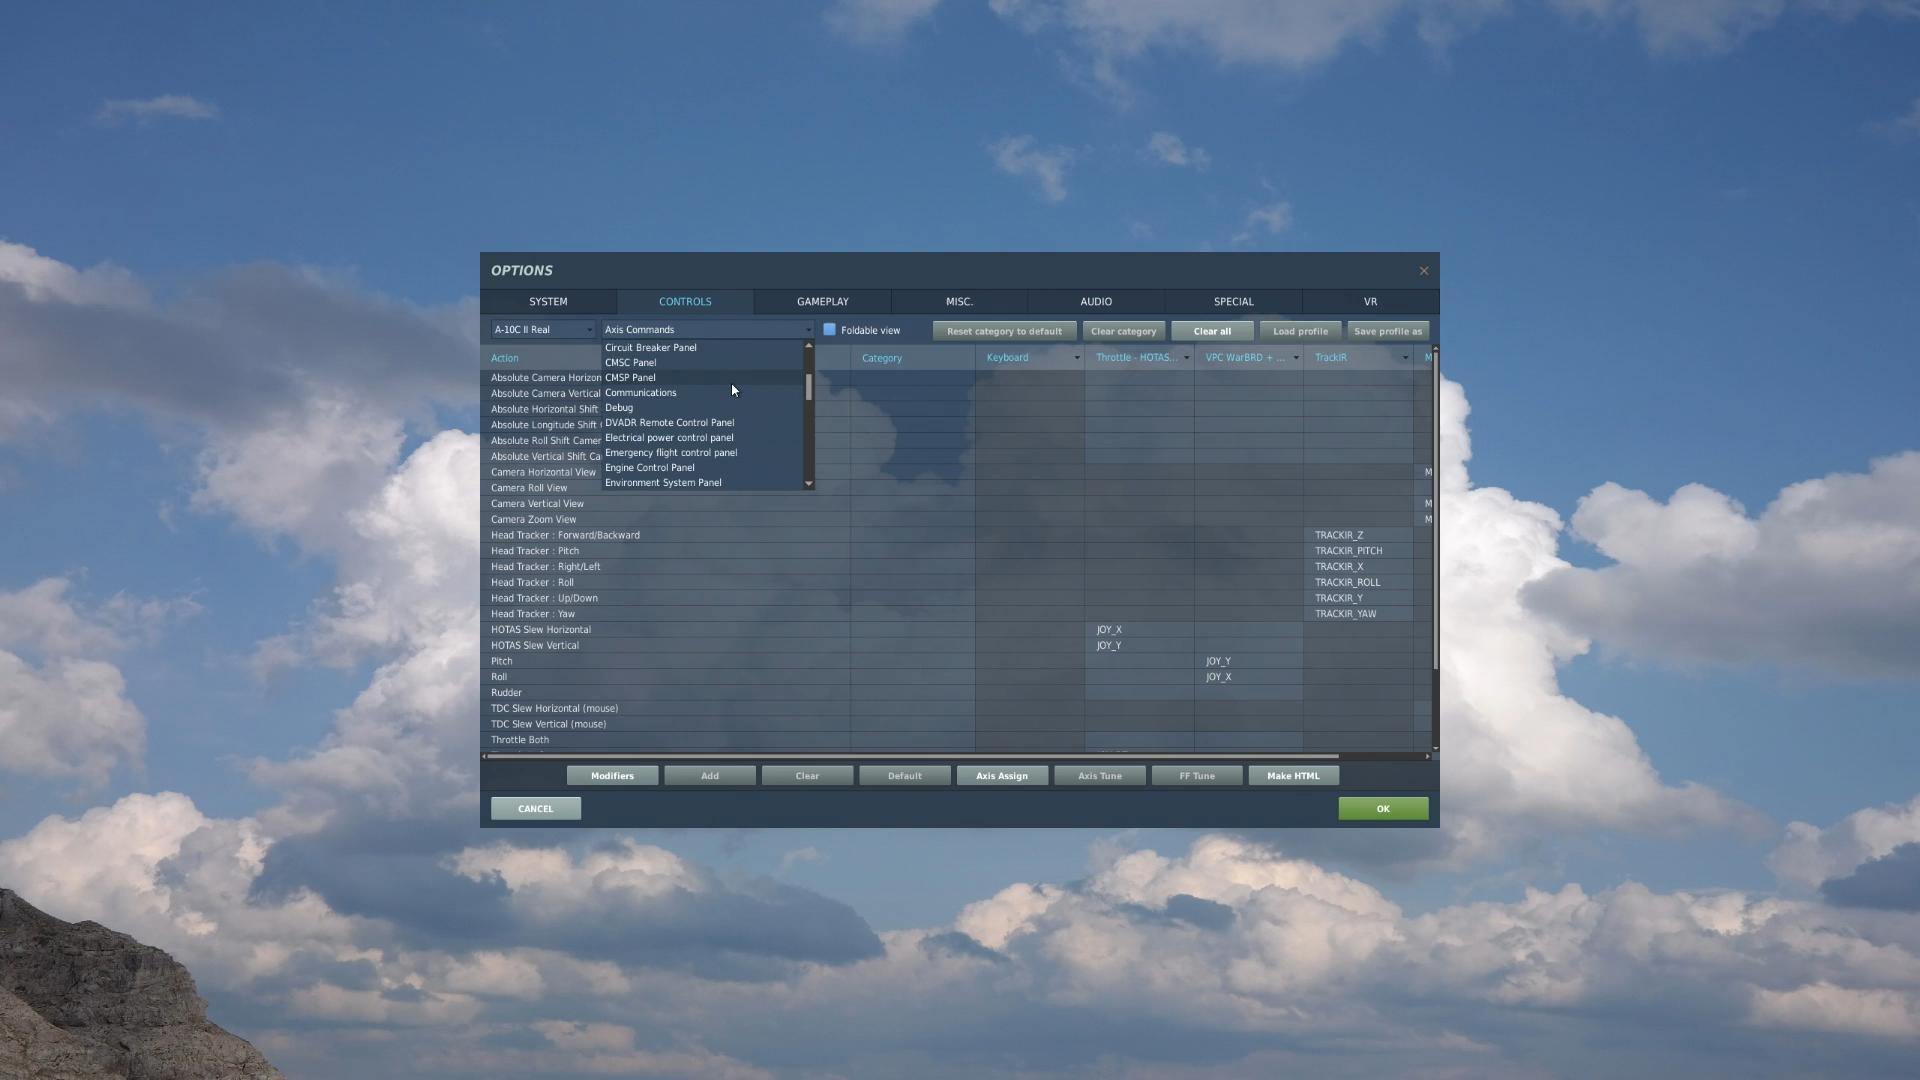 OPTIONS
SYSTEM CONTROLS GAMEPLAY MISC. AUDIO SPECIAL VR
A-10C II Real Axis Commands Foldable view Reset category to default Clear category Clear all Load profile Save profile as
Action Category Keyboard Throttle - HOTAS... VPC WarBRD + ... TrackIR M
Circuit Breaker Panel
CMSC Panel
CMSP Panel
Communications
Debug
DVADR Remote Control Panel
Electrical power control panel
Emergency flight control panel
Engine Control Panel
Environment System Panel
Absolute Camera Horizon
Absolute Camera Vertical
Absolute Horizontal Shift
Absolute Longitude Shift
Absolute Roll Shift Camer
Absolute Vertical Shift Ca
Camera Horizontal View M
Camera Roll View
Camera Vertical View M
Camera Zoom View M
Head Tracker : Forward/Backward TRACKIR_Z
Head Tracker : Pitch TRACKIR_PITCH
Head Tracker : Right/Left TRACKIR_X
Head Tracker : Roll TRACKIR_ROLL
Head Tracker : Up/Down TRACKIR_Y
Head Tracker : Yaw TRACKIR_YAW
HOTAS Slew Horizontal JOY_X
HOTAS Slew Vertical JOY_Y
Pitch JOY_Y
Roll JOY_X
Rudder
TDC Slew Horizontal (mouse)
TDC Slew Vertical (mouse)
Throttle Both
Modifiers Add Clear Default Axis Assign Axis Tune FF Tune Make HTML
CANCEL OK